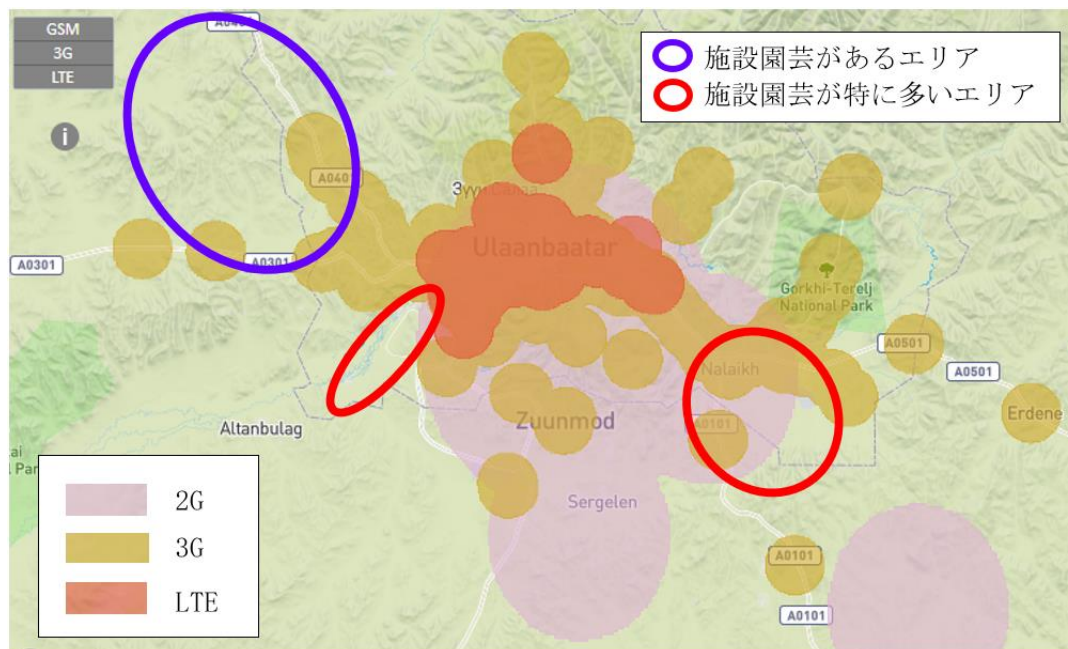 GSM
3G
LTE
i
A0401
施設園芸があるエリア
施設園芸が特に多いエリア
A0401
Ulaanbaatar
A0301
A0301
Gorkhi-Terelj
National Park
A0501
Nalaikh
A0501
Altanbulag
Zuunmod
A0101
Erdene
Sergelen
2G
3G
LTE
A0101
A0101